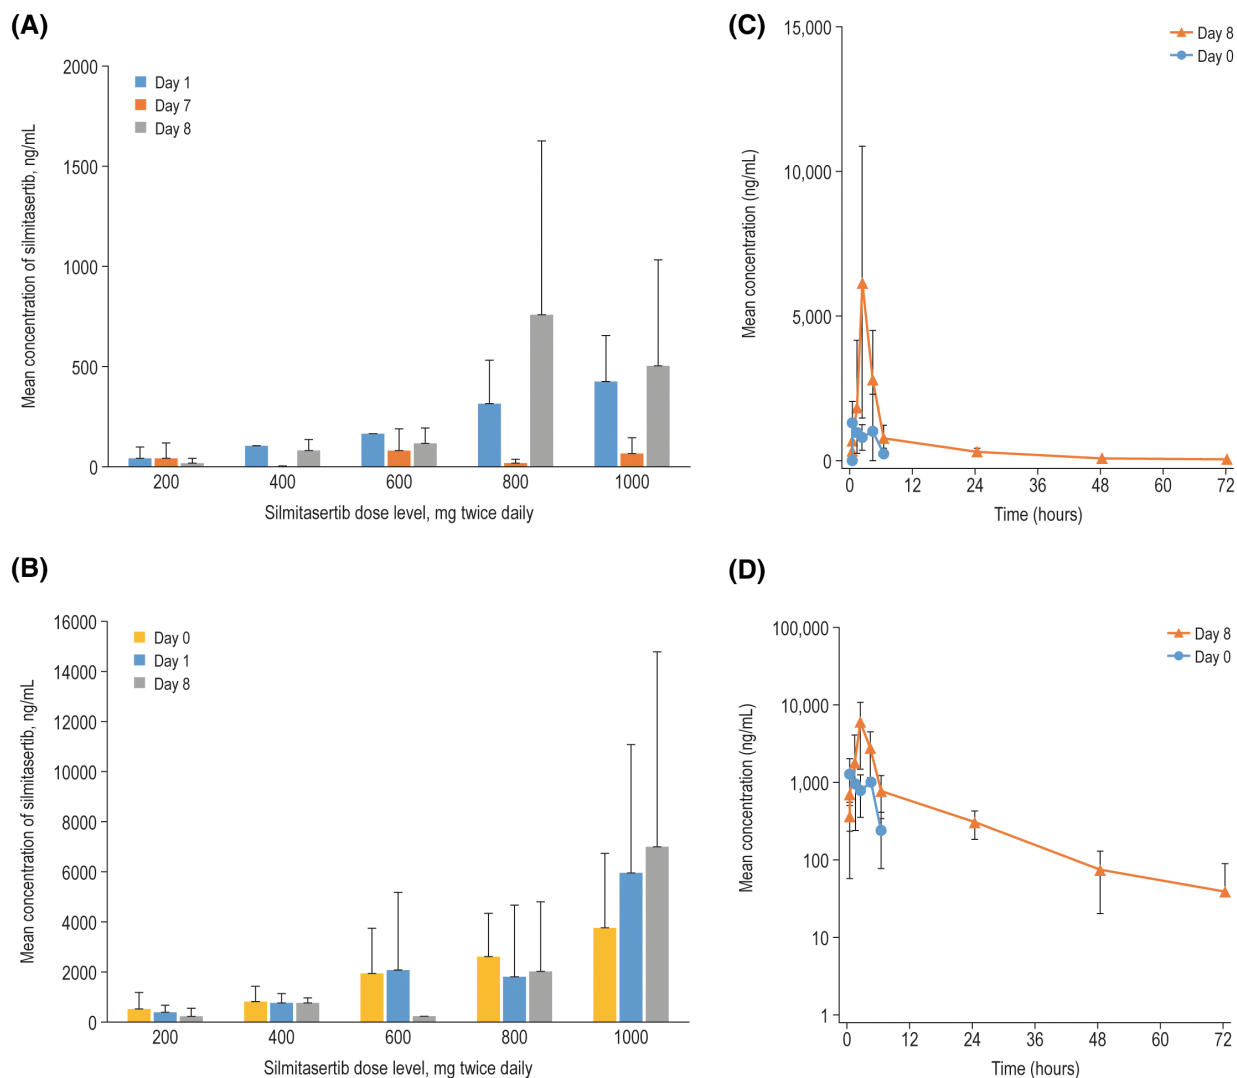 (A)
Mean concentration of silmitasertib, ng/mL
2000
1500
1000
500
0
Day 1
Day 7
Day 8
200 400 600 800 1000
Silmitasertib dose level, mg twice daily
(B)
Mean concentration of silmitasertib, ng/mL
16000
14000
12000
10000
8000
6000
4000
2000
0
Day 0
Day 1
Day 8
200 400 600 800 1000
Silmitasertib dose level, mg twice daily
(C)
Mean concentration (ng/mL)
15,000
10,000
5,000
0
Day 8
Day 0
0 12 24 36 48 60 72
Time (hours)
(D)
Mean concentration (ng/mL)
100,000
10,000
1,000
100
10
1
Day 8
Day 0
0 12 24 36 48 60 72
Time (hours)